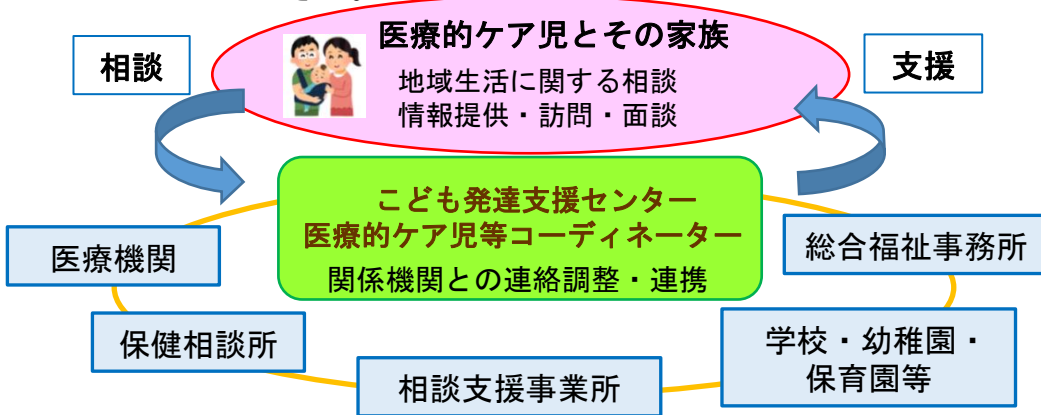 医療的ケア児とその家族
相談
支援
地域生活に関する相談
情報提供・訪問・面談
こども発達支援センター
医療的ケア児等コーディネーター
関係機関との連絡調整・連携
医療機関
総合福祉事務所
保健相談所
学校・幼稚園・
保育園等
相談支援事業所